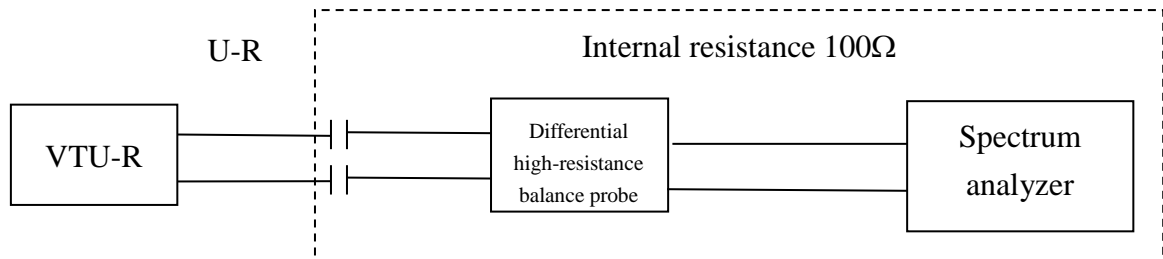 U-R
Internal resistance 100Ω
VTU-R
Differential
high-resistance
balance probe
Spectrum
analyzer